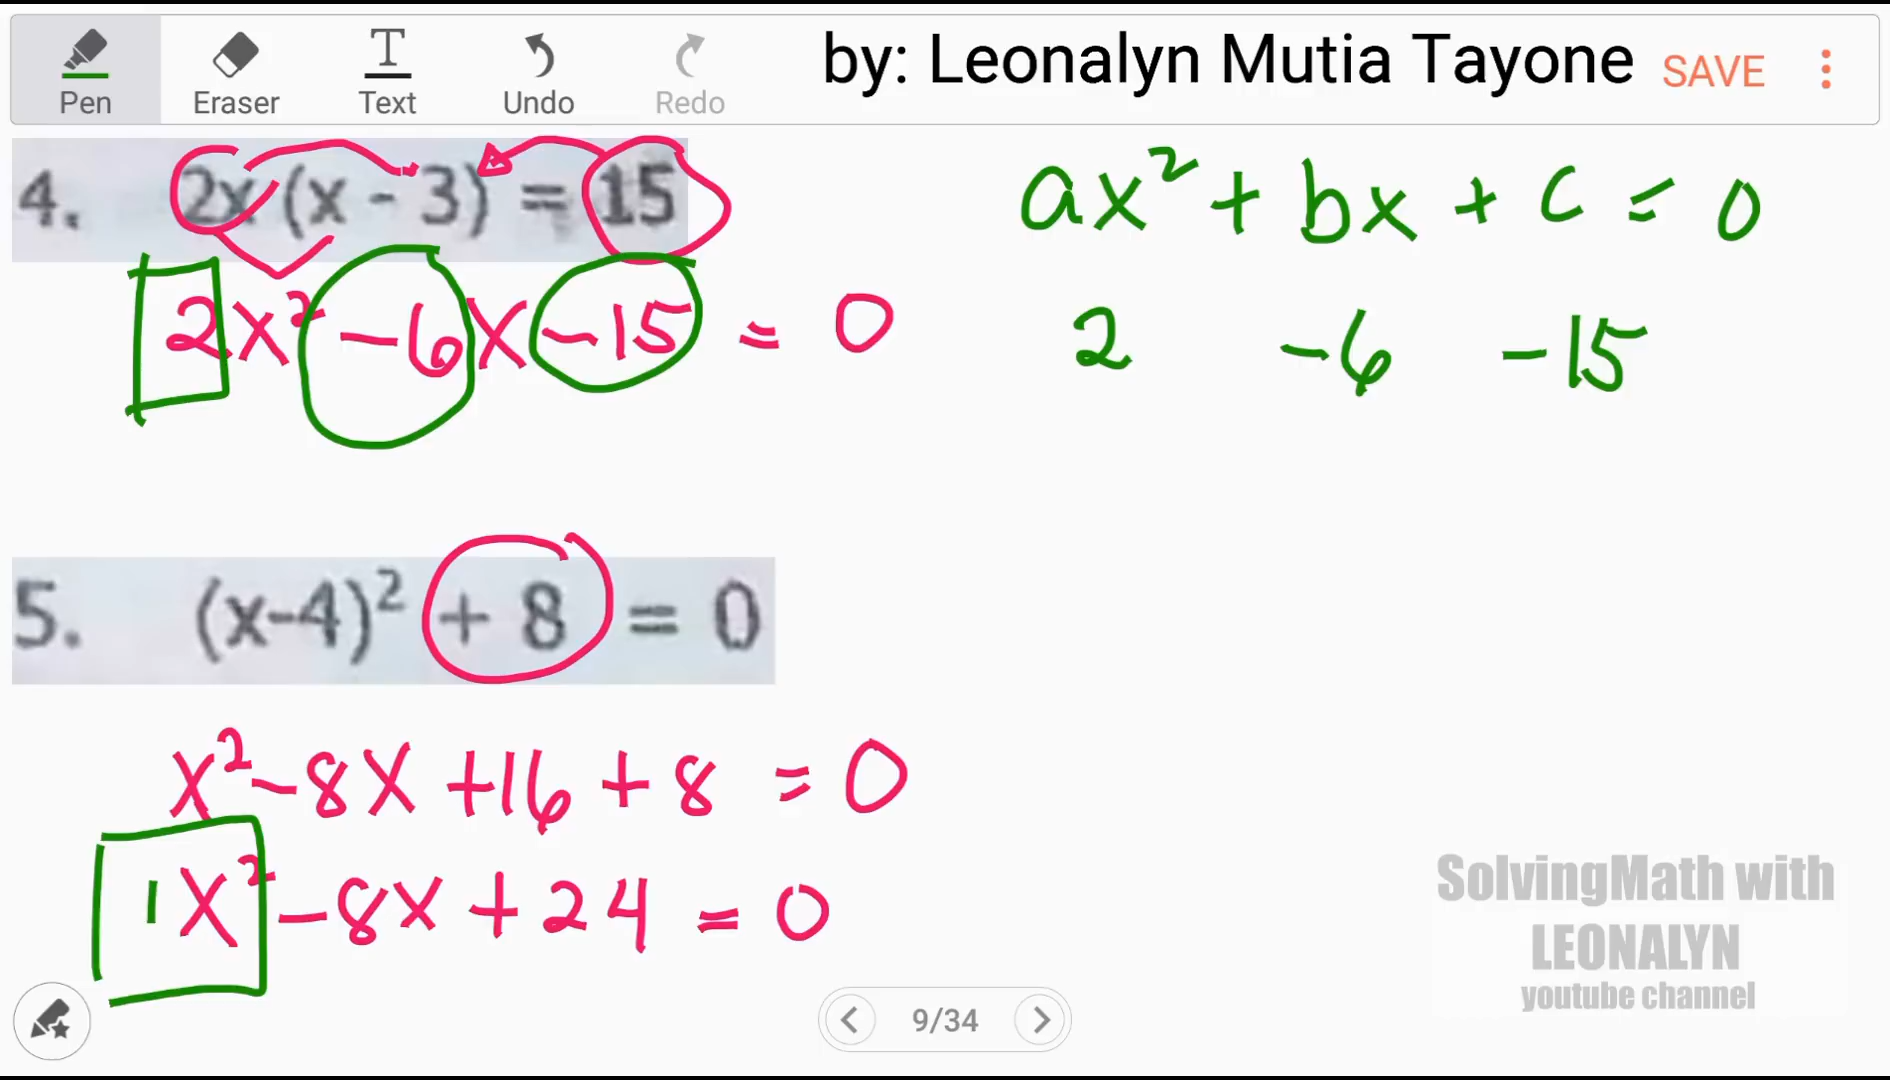 Pen Eraser T Text Undo Redo by: Leonalyn Mutia Tayone SAVE
4. 2x (x - 3) = 15
ax² + bx + c = 0
2x² -6x -15 = 0
2 -6 -15
5. (x-4)² + 8 = 0
x² -8x +16 +8 = 0
1x² -8x +24 = 0
SolvingMath with
LEONALYN
youtube channel
9/34